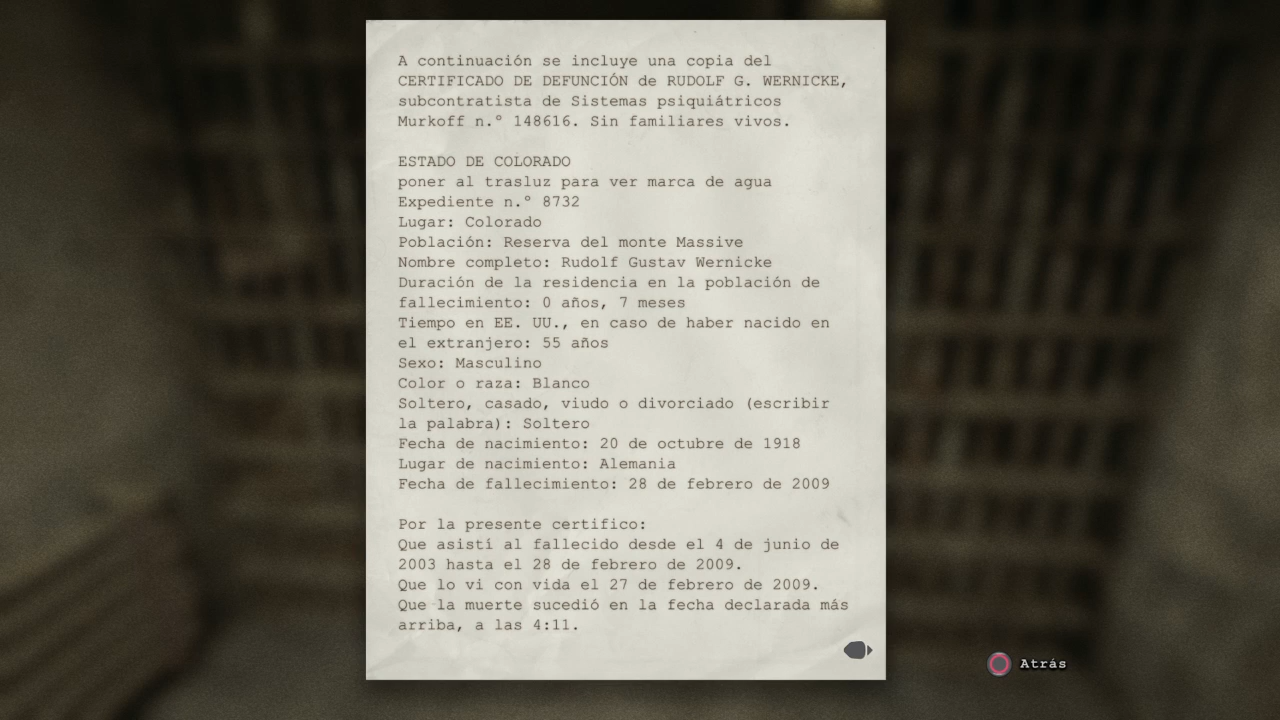 A continuación se incluye una copia del
CERTIFICADO DE DEFUNCIÓN de RUDOLF G. WERNICKE,
subcontratista de Sistemas psiquiátricos
Murkoff n.º 148616. Sin familiares vivos.
ESTADO DE COLORADO
poner al trasluz para ver marca de agua
Expediente n.º 8732
Lugar: Colorado
Población: Reserva del monte Massive
Nombre completo: Rudolf Gustav Wernicke
Duración de la residencia en la población de
fallecimiento: 0 años, 7 meses
Tiempo en EE. UU., en caso de haber nacido en
el extranjero: 55 años
Sexo: Masculino
Color o raza: Blanco
Soltero, casado, viudo o divorciado (escribir
la palabra): Soltero
Fecha de nacimiento: 20 de octubre de 1918
Lugar de nacimiento: Alemania
Fecha de fallecimiento: 28 de febrero de 2009
Por la presente certifico:
Que asistí al fallecido desde el 4 de junio de
2003 hasta el 28 de febrero de 2009.
Que lo vi con vida el 27 de febrero de 2009.
Que la muerte sucedió en la fecha declarada más
arriba, a las 4:11.
Atrás